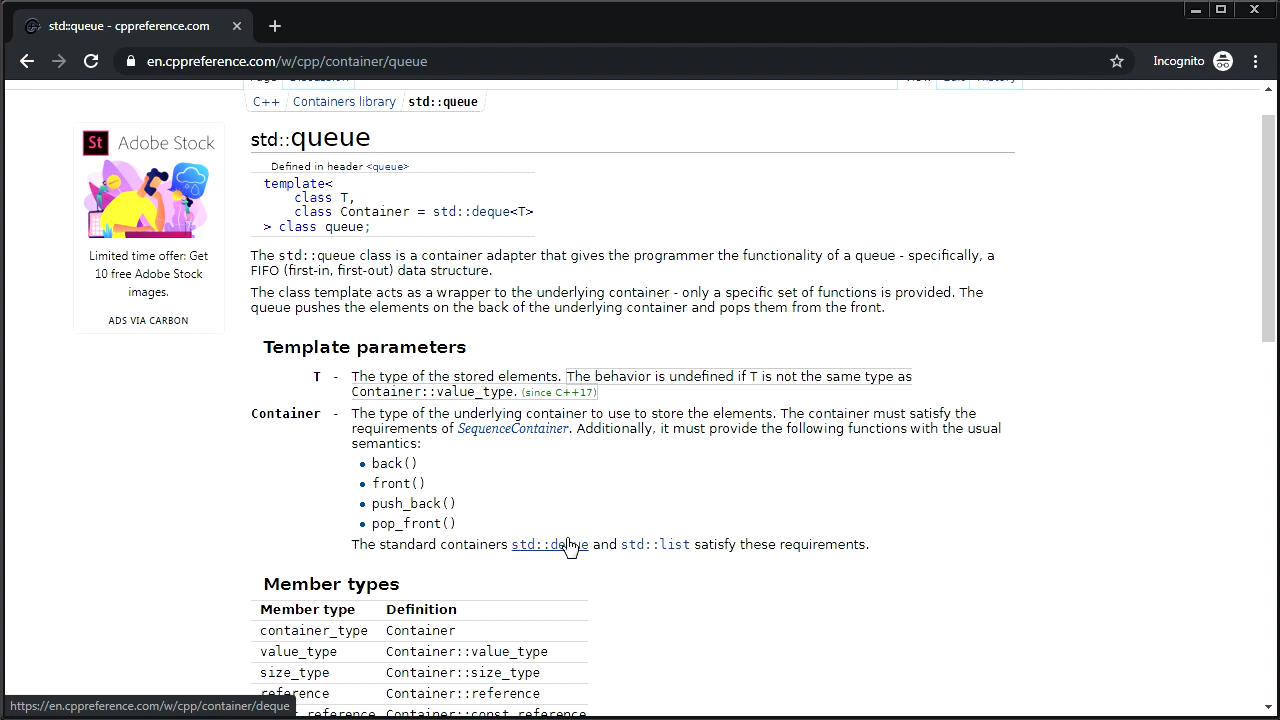 std::queue - cppreference.com
en.cppreference.com/w/cpp/container/queue
Incognito
C++
Containers library
std::queue
St Adobe Stock
Limited time offer: Get
10 free Adobe Stock
images.
ADS VIA CARBON
std::queue
Defined in header <queue>
template<
class T,
class Container = std::deque<T>
> class queue;
The std::queue class is a container adapter that gives the programmer the functionality of a queue - specifically, a
FIFO (first-in, first-out) data structure.
The class template acts as a wrapper to the underlying container - only a specific set of functions is provided. The
queue pushes the elements on the back of the underlying container and pops them from the front.
Template parameters
T - The type of the stored elements. The behavior is undefined if T is not the same type as
Container::value_type. (since C++17)
Container - The type of the underlying container to use to store the elements. The container must satisfy the
requirements of SequenceContainer. Additionally, it must provide the following functions with the usual
semantics:
• back()
• front()
• push_back()
• pop_front()
The standard containers std::deque and std::list satisfy these requirements.
Member types
Member type Definition
container_type Container
value_type Container::value_type
size_type Container::size_type
reference Container::reference
Container::const_reference
https://en.cppreference.com/w/cpp/container/deque